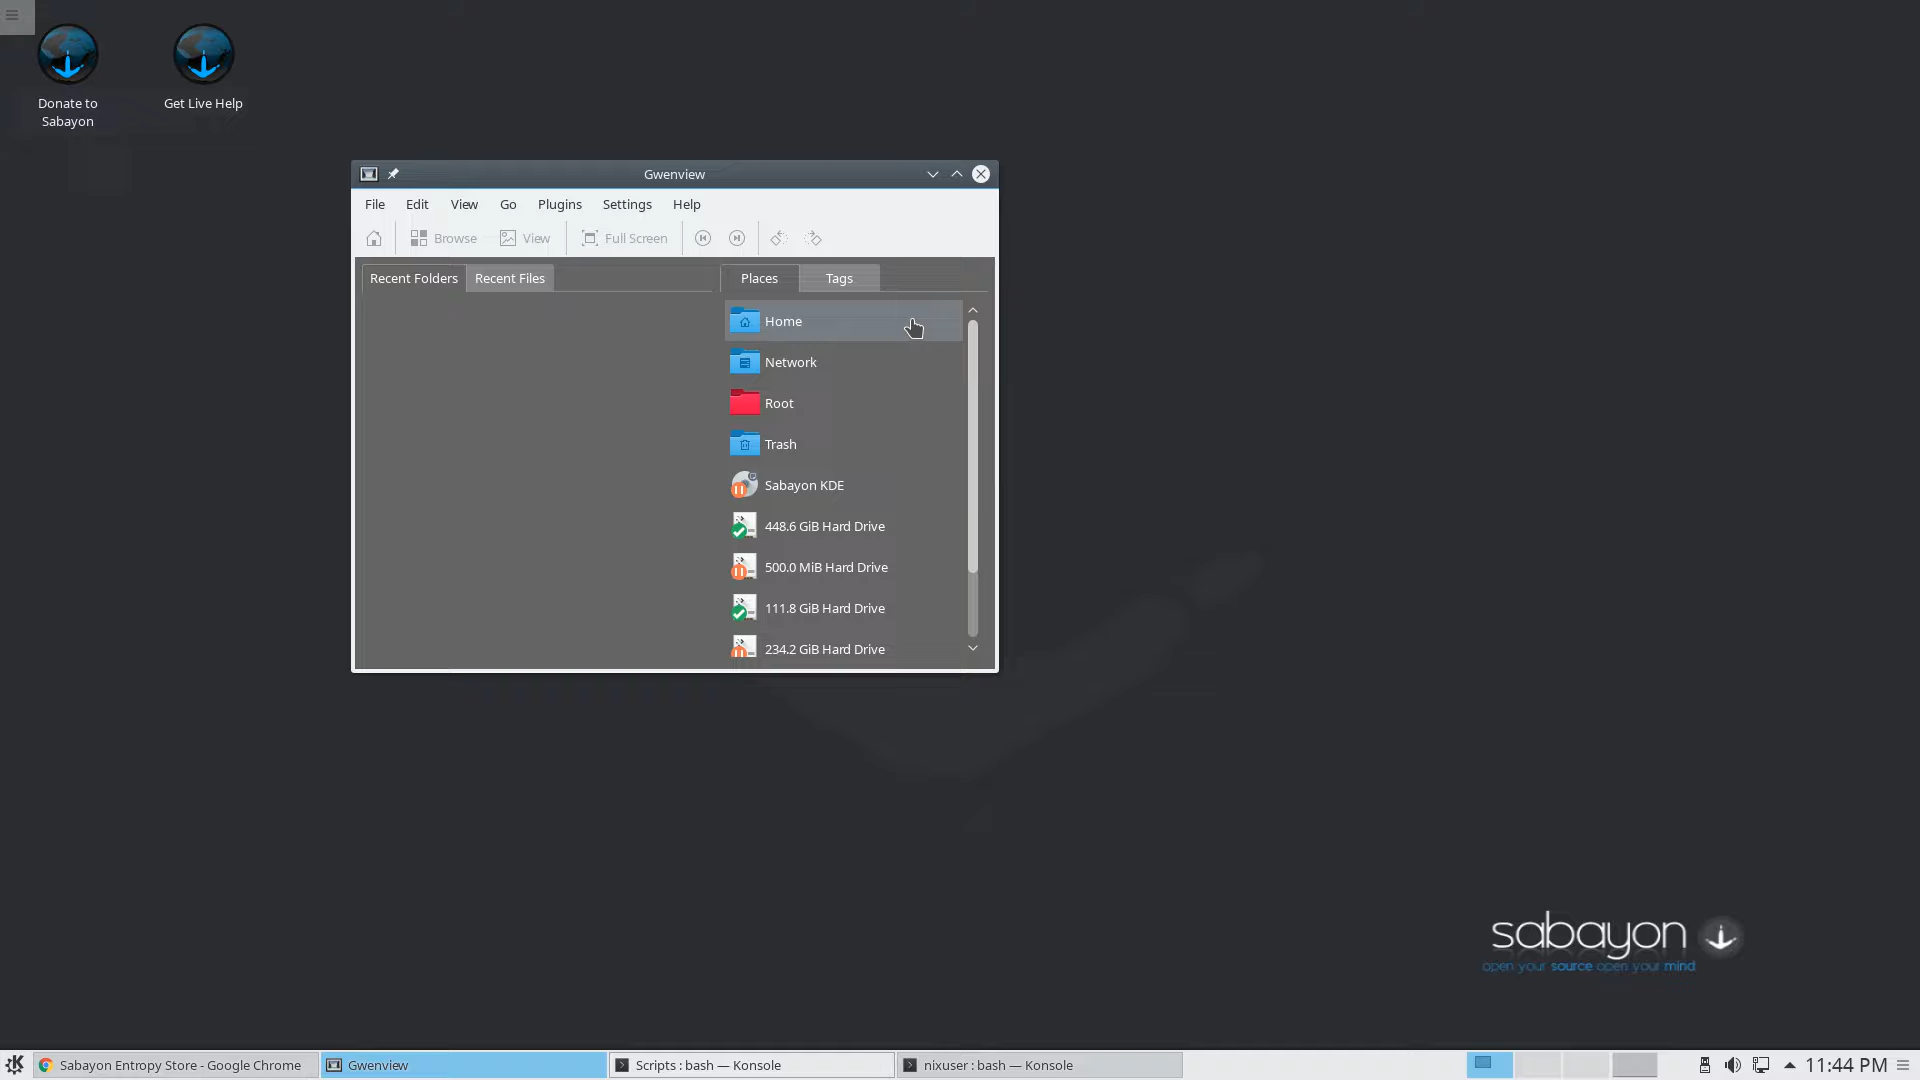 Donate to
Sabayon
Get Live Help
Gwenview
File Edit View Go Plugins Settings Help
Browse View Full Screen
Recent Folders Recent Files Places Tags
Home
Network
Root
Trash
Sabayon KDE
448.6 GiB Hard Drive
500.0 MiB Hard Drive
111.8 GiB Hard Drive
234.2 GiB Hard Drive
sabayon
open your source open your mind
Sabayon Entropy Store - Google Chrome Gwenview Scripts : bash — Konsole nixuser : bash — Konsole 11:44 PM